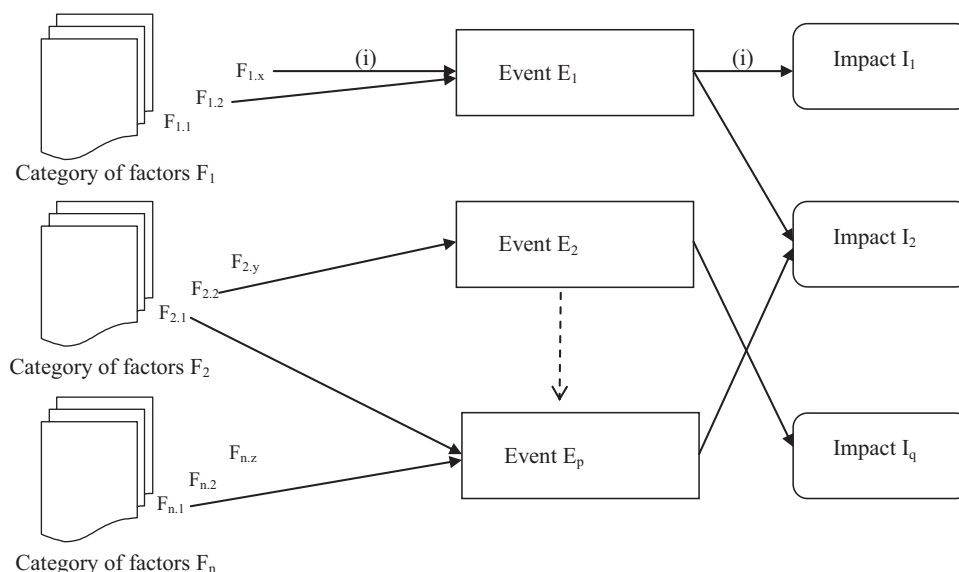 F₁.ₓ
(i)
Event E₁
(i)
Impact I₁
F₁.₂
F₁.₁
Category of factors F₁
F₂.y
Event E₂
Impact I₂
F₂.₂
F₂.₁
Category of factors F₂
Fn.z
Event Eₚ
Impact I_q
Fn.₂
Fn.₁
Category of factors Fn